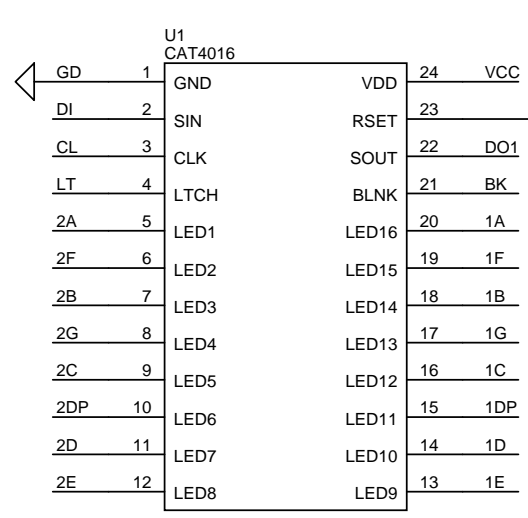 U1
CAT4016
GD 1 GND VDD 24 VCC
DI 2 SIN RSET 23
CL 3 CLK SOUT 22 DO1
LT 4 LTCH BLNK 21 BK
2A 5 LED1 LED16 20 1A
2F 6 LED2 LED15 19 1F
2B 7 LED3 LED14 18 1B
2G 8 LED4 LED13 17 1G
2C 9 LED5 LED12 16 1C
2DP 10 LED6 LED11 15 1DP
2D 11 LED7 LED10 14 1D
2E 12 LED8 LED9 13 1E